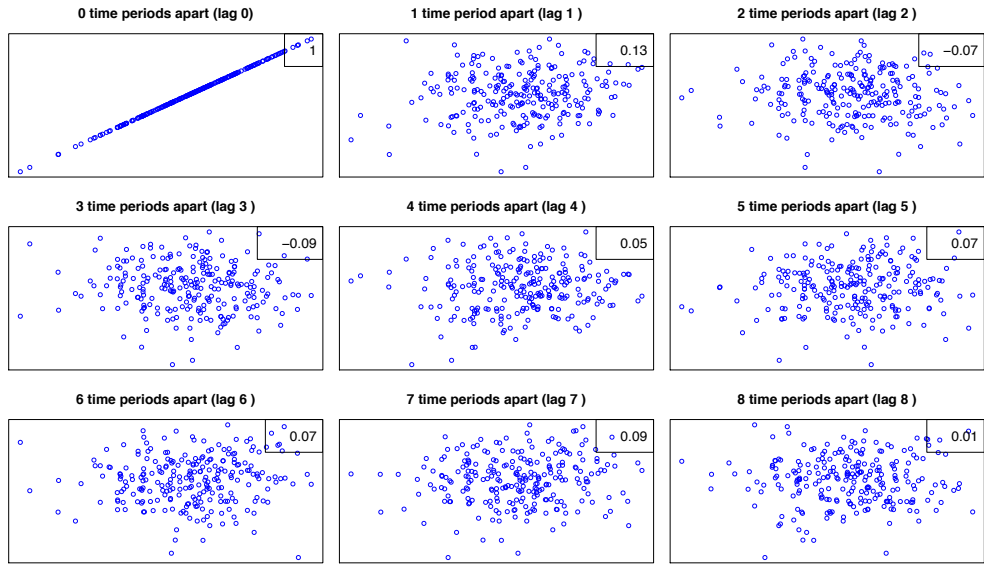 0 time periods apart (lag 0)
1
1 time period apart (lag 1 )
0.13
2 time periods apart (lag 2 )
−0.07
3 time periods apart (lag 3 )
−0.09
4 time periods apart (lag 4 )
0.05
5 time periods apart (lag 5 )
0.07
6 time periods apart (lag 6 )
0.07
7 time periods apart (lag 7 )
0.09
8 time periods apart (lag 8 )
0.01